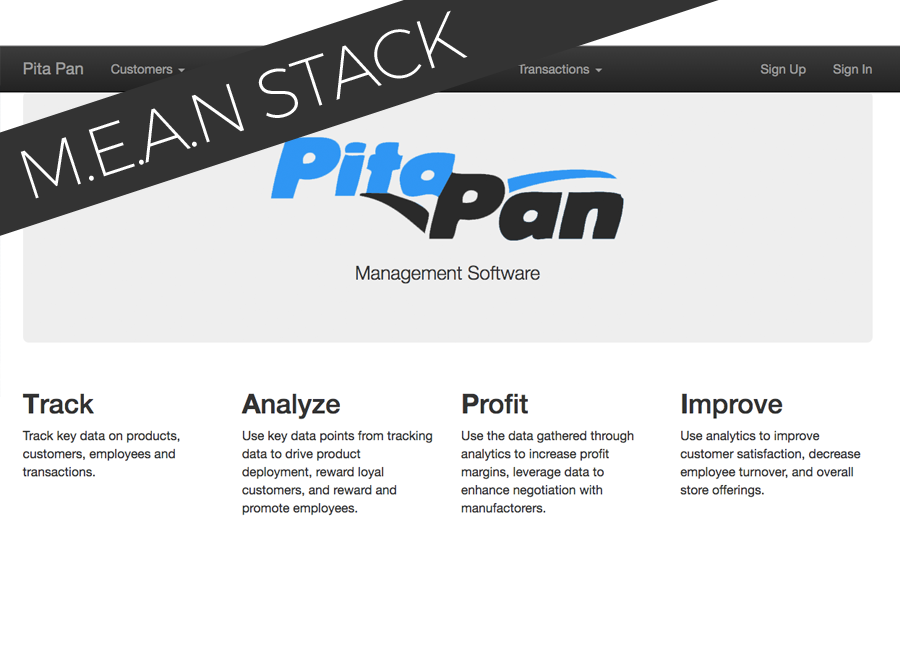 M.E.A.N STACK
Pita Pan Customers Transactions Sign Up Sign In
Pita Pan
Management Software
Track
Track key data on products,
customers, employees and
transactions.
Analyze
Use key data points from tracking
data to drive product
deployment, reward loyal
customers, and reward and
promote employees.
Profit
Use the data gathered through
analytics to increase profit
margins, leverage data to
enhance negotiation with
manufactorers.
Improve
Use analytics to improve
customer satisfaction, decrease
employee turnover, and overall
store offerings.